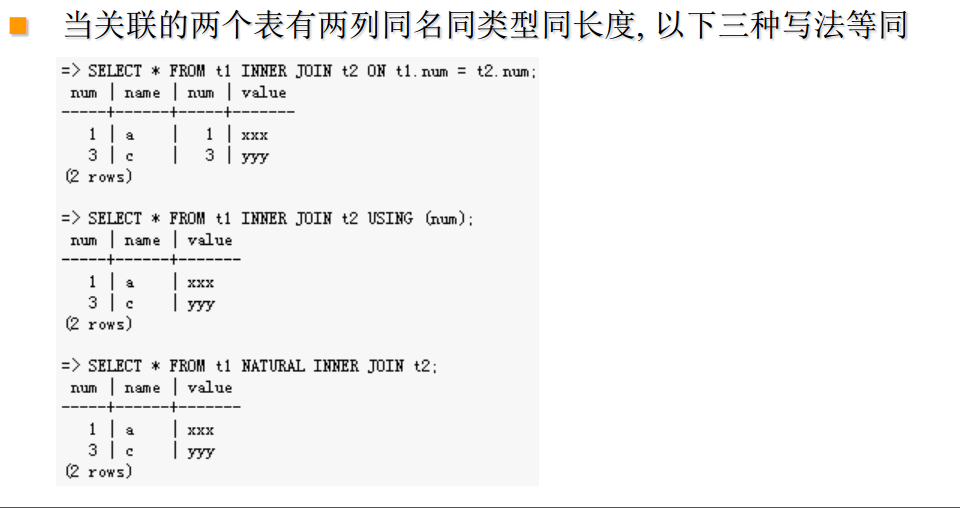 当关联的两个表有两列同名同类型同长度, 以下三种写法等同
=> SELECT * FROM t1 INNER JOIN t2 ON t1.num = t2.num;
 num | name | num | value
-----+------+-----+-------
   1 | a    |   1 | xxx
   3 | c    |   3 | yyy
(2 rows)
=> SELECT * FROM t1 INNER JOIN t2 USING (num);
 num | name | value
-----+------+-------
   1 | a    | xxx
   3 | c    | yyy
(2 rows)
=> SELECT * FROM t1 NATURAL INNER JOIN t2;
 num | name | value
-----+------+-------
   1 | a    | xxx
   3 | c    | yyy
(2 rows)